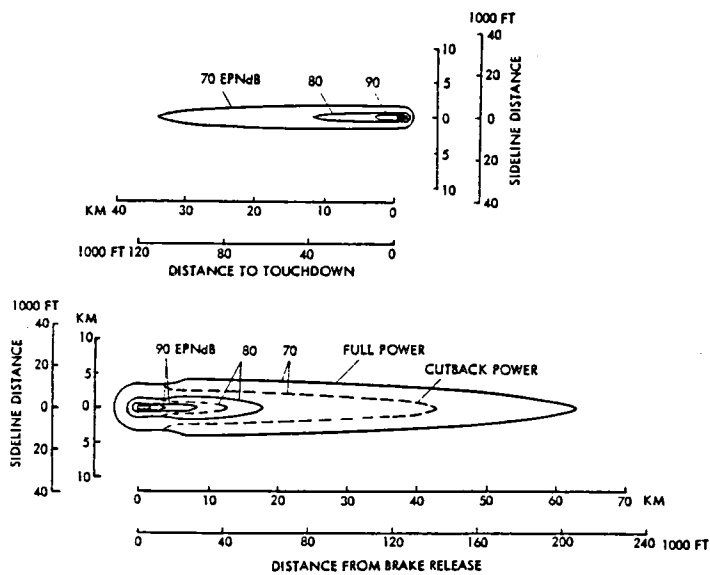 1000 FT
40
20
0
20
40
10
5
0
5
10
SIDELINE DISTANCE
70 EPNdB 80 90
KM 40 30 20 10 0
1000 FT 120 80 40 0
DISTANCE TO TOUCHDOWN
1000 FT
40
20
0
20
40
SIDELINE DISTANCE
KM
10
5
0
5
10
90 EPNdB 80 70 FULL POWER
CUTBACK POWER
0 10 20 30 40 50 60 70 KM
0 40 80 120 160 200 240 1000 FT
DISTANCE FROM BRAKE RELEASE